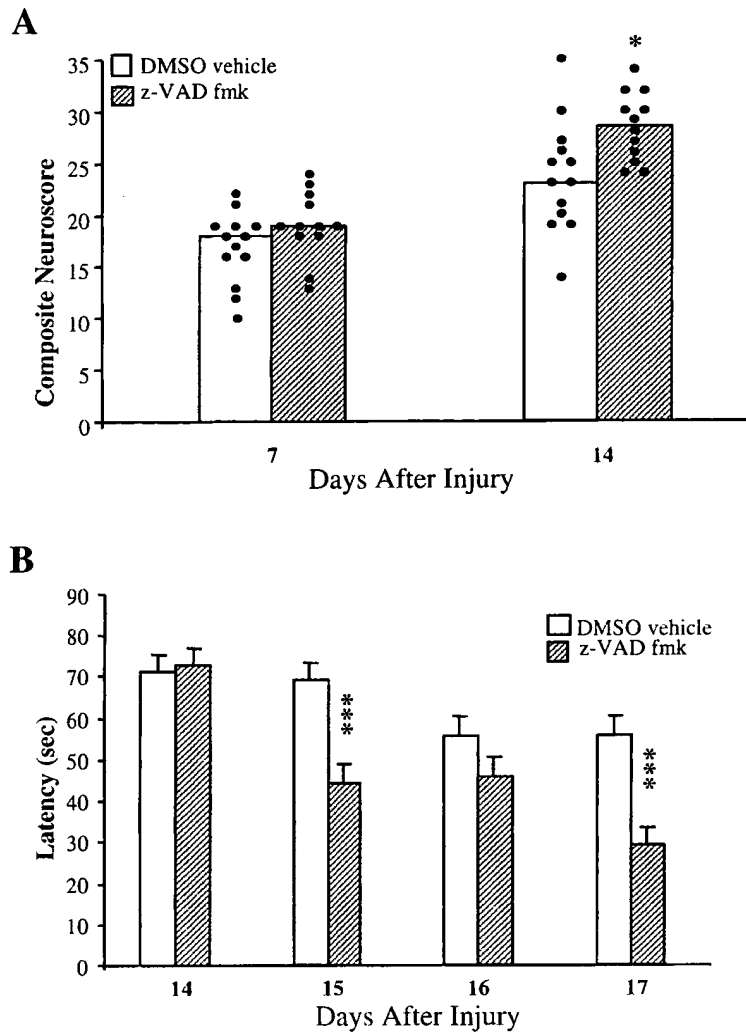 A
35
30
25
20
15
10
5
0
Composite Neuroscore
DMSO vehicle
z-VAD fmk
*
7
14
Days After Injury
B
90
80
70
60
50
40
30
20
10
0
Latency (sec)
DMSO vehicle
z-VAD fmk
***
***
14
15
16
17
Days After Injury